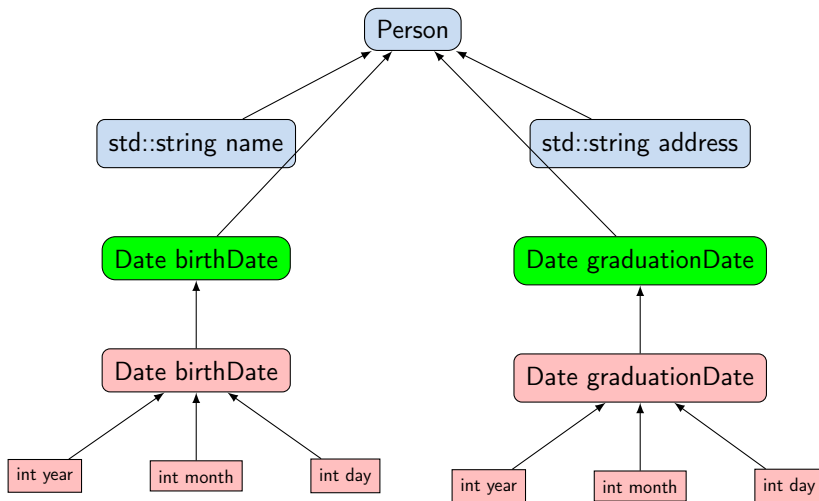 Person
std::string name
std::string address
Date birthDate
Date graduationDate
Date birthDate
Date graduationDate
int year
int month
int day
int year
int month
int day